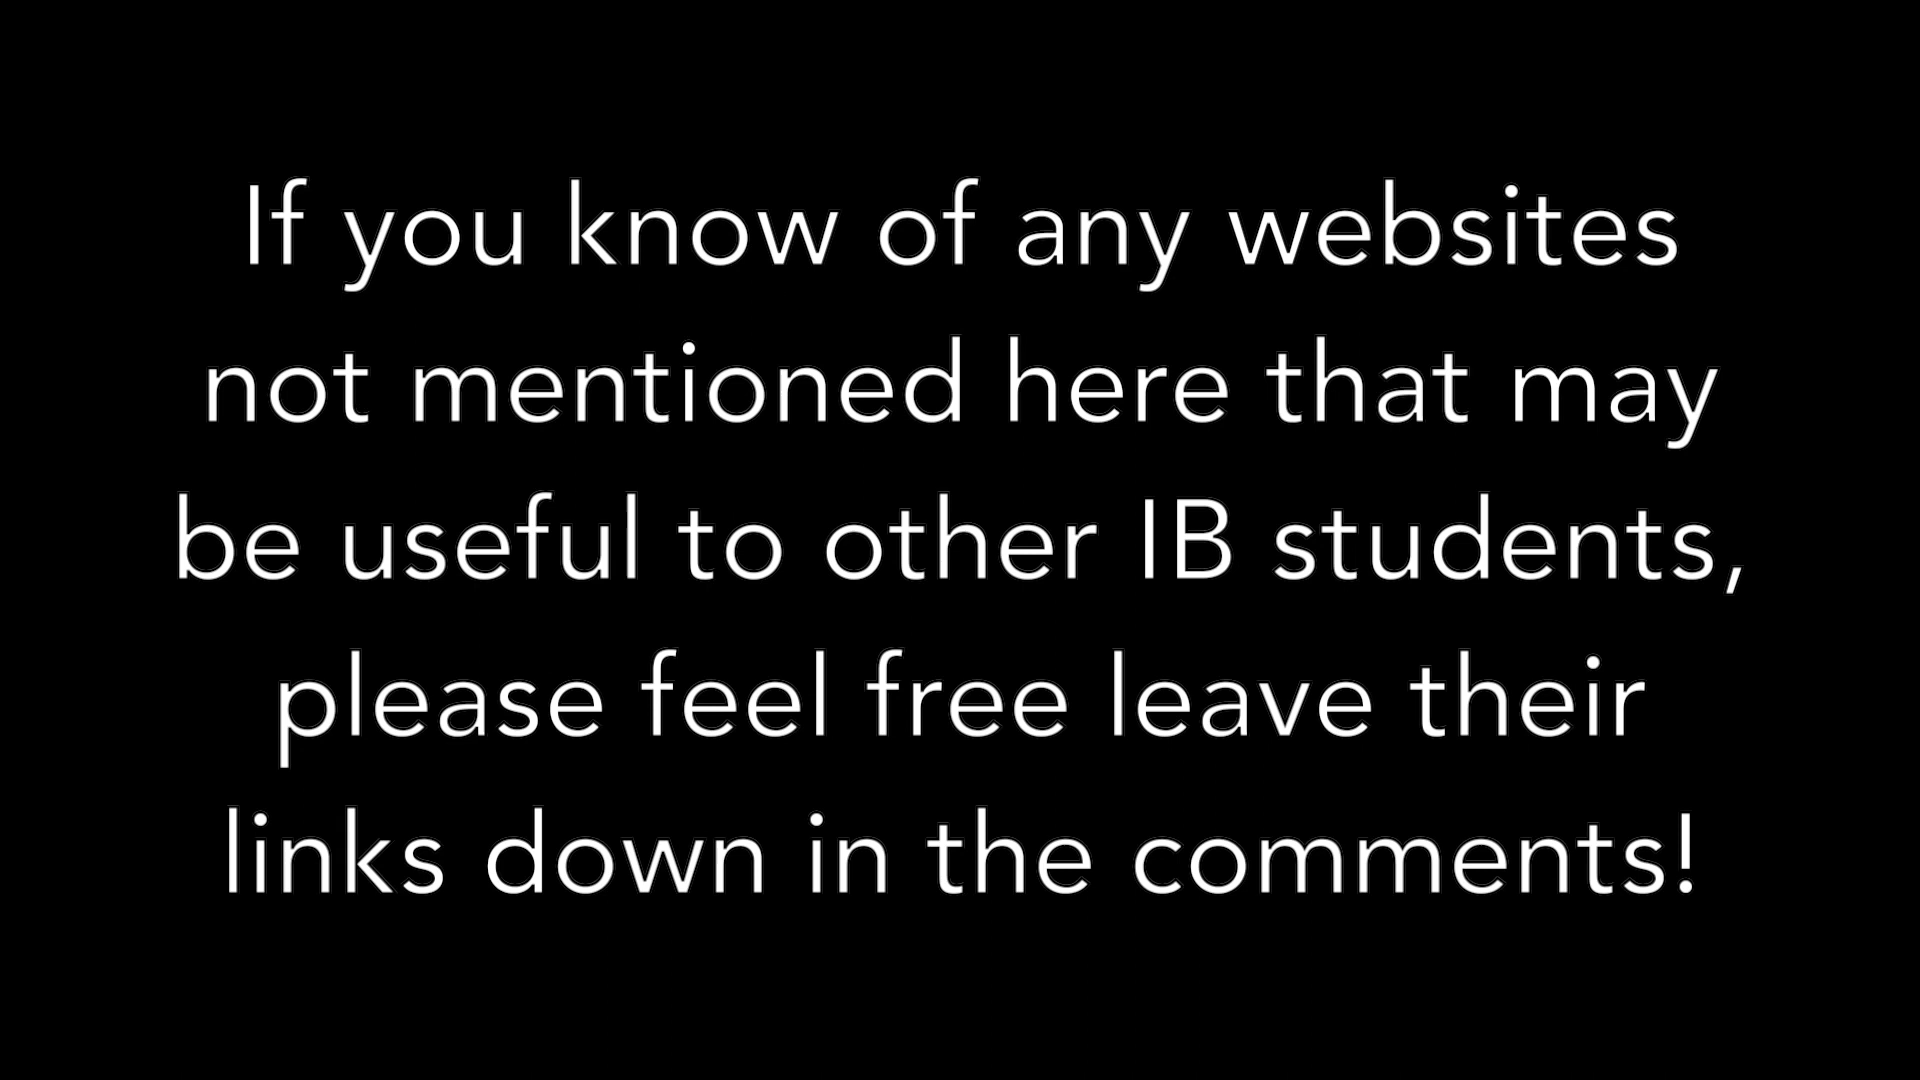 If you know of any websites
not mentioned here that may
be useful to other IB students,
please feel free leave their
links down in the comments!